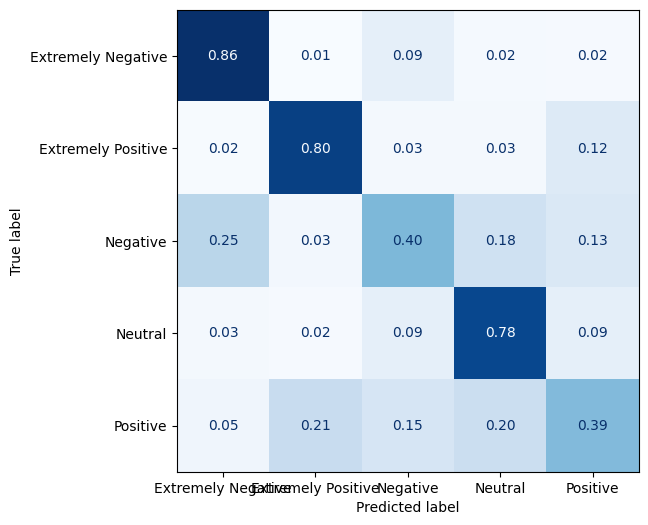 Extremely Negative 0.86 0.01 0.09 0.02 0.02
Extremely Positive 0.02 0.80 0.03 0.03 0.12
Negative 0.25 0.03 0.40 0.18 0.13
Neutral 0.03 0.02 0.09 0.78 0.09
Positive 0.05 0.21 0.15 0.20 0.39
True label
Extremely Negative Extremely Positive Negative Neutral Positive
Predicted label